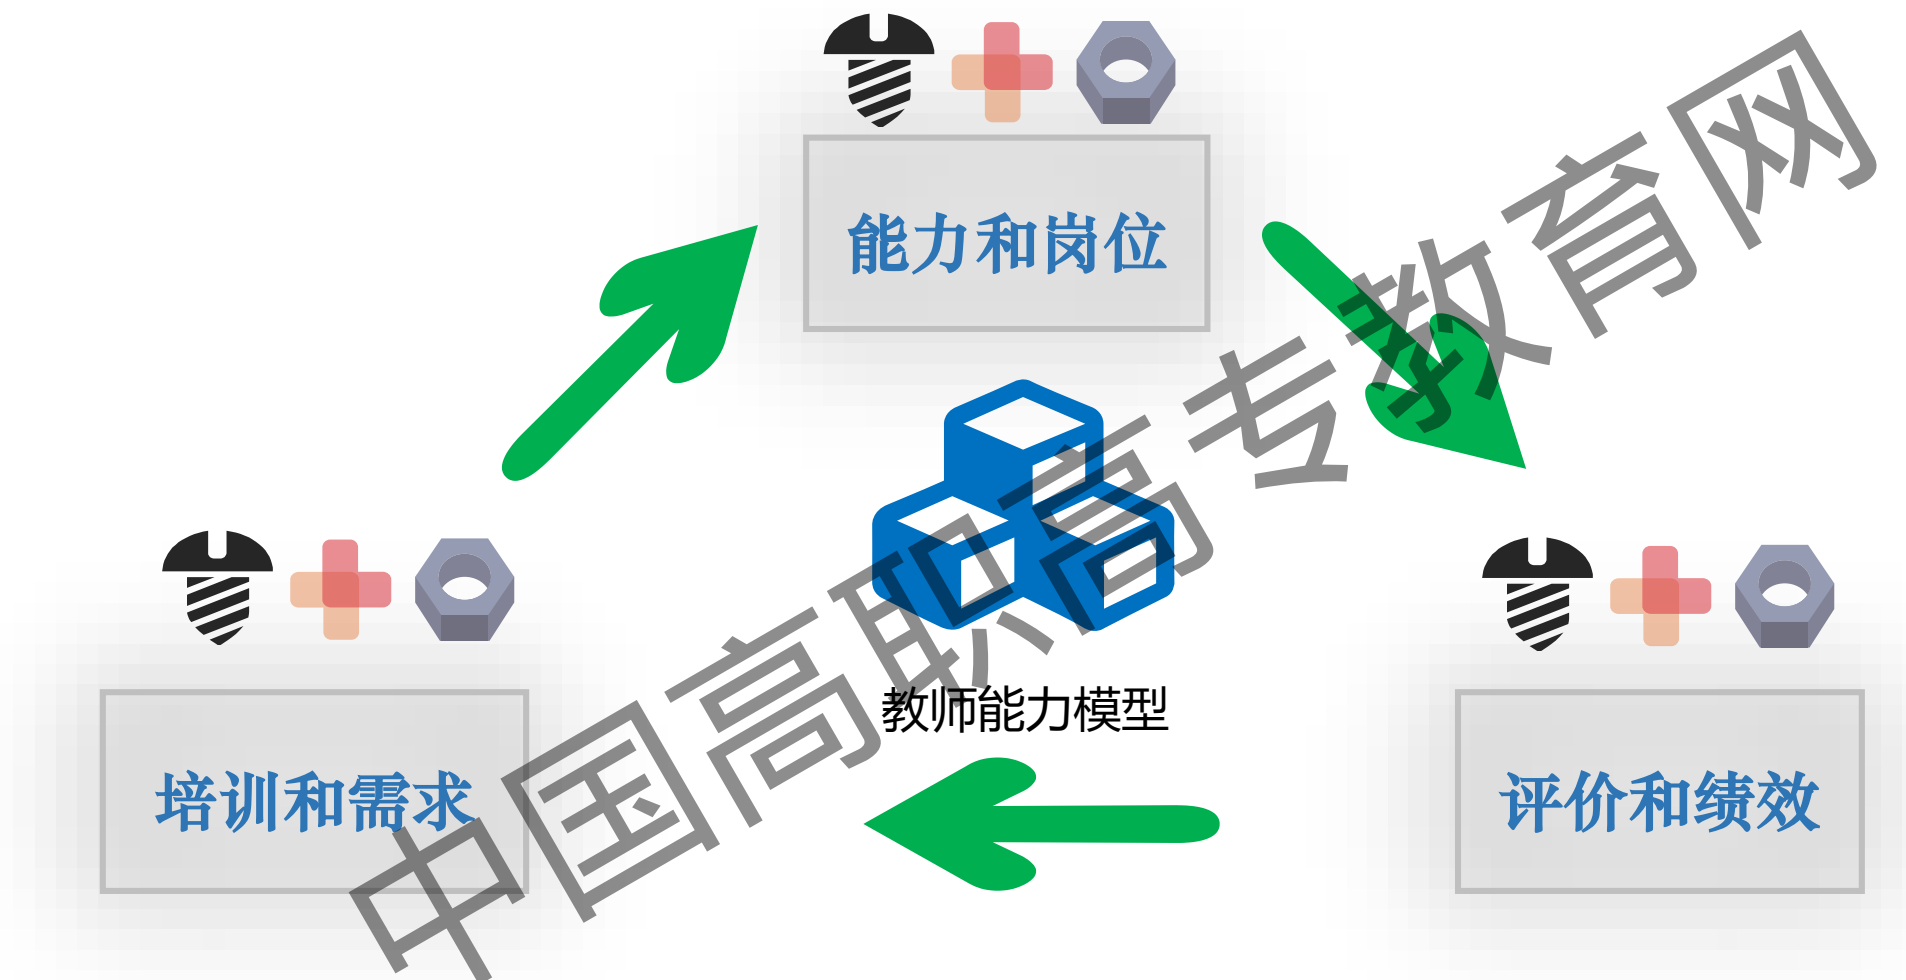 能力和岗位
教师能力模型
培训和需求
评价和绩效
中国高职高专教育网